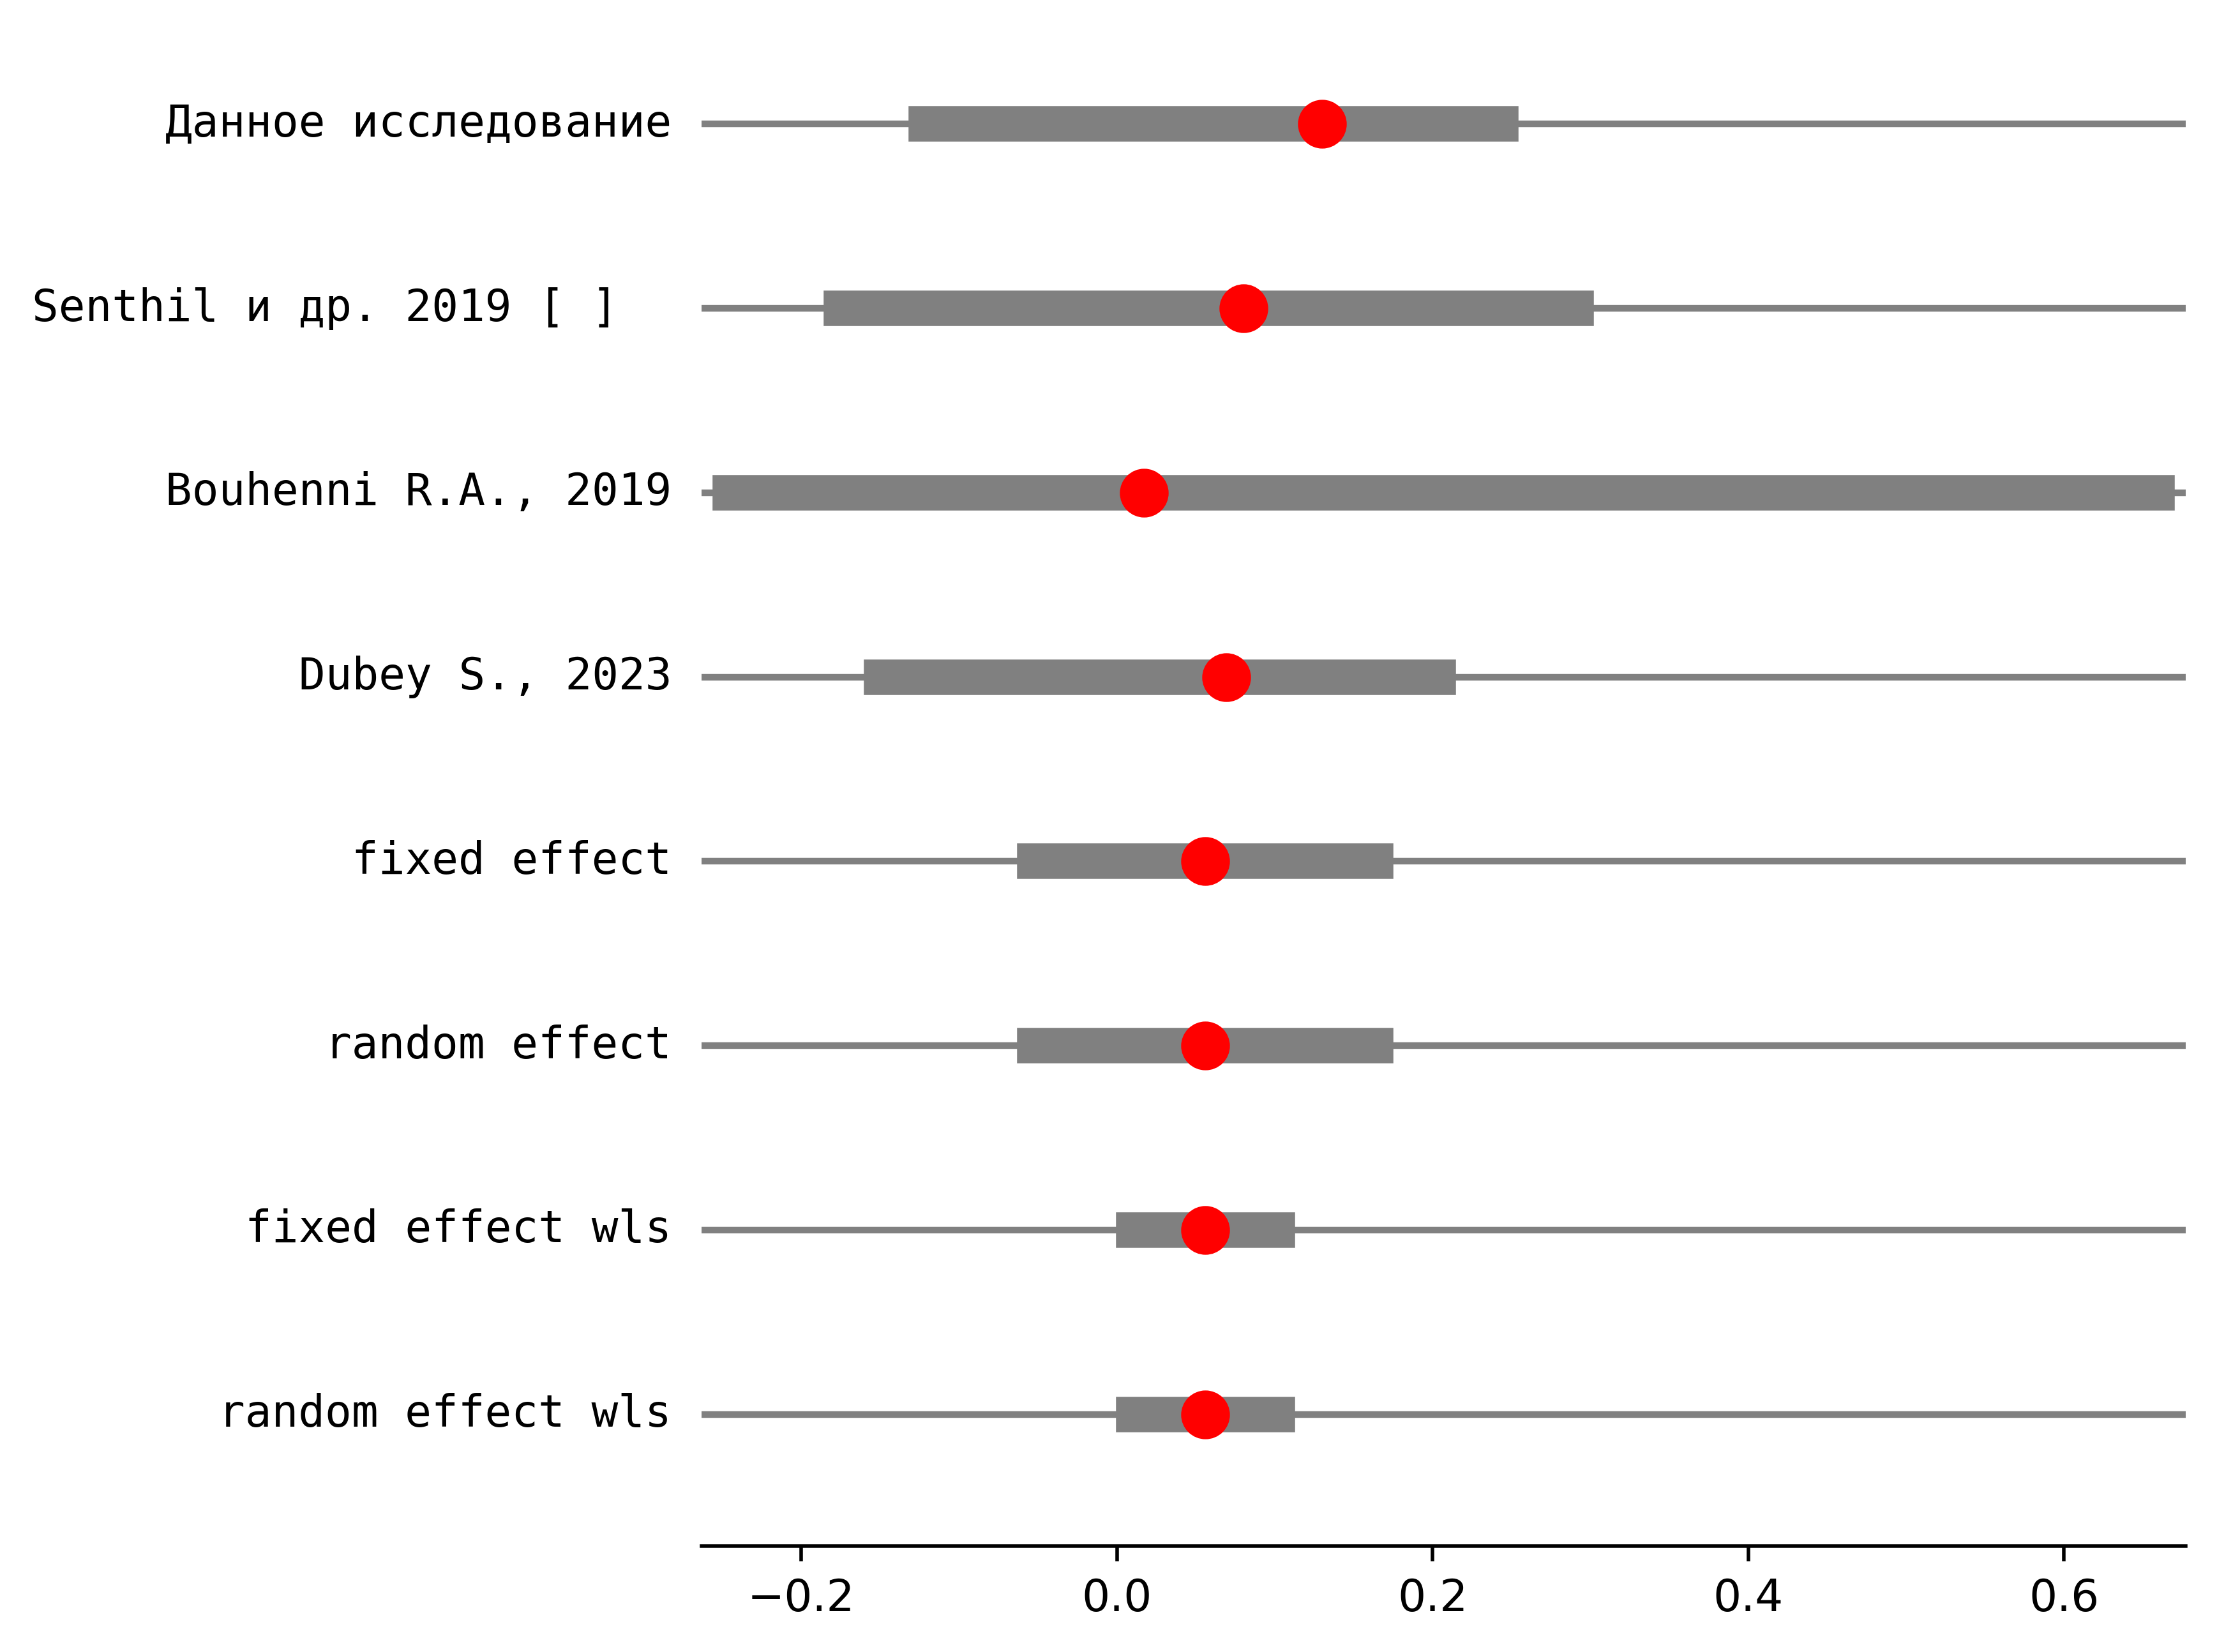 Данное исследование
Senthil и др. 2019 [ ]
Bouhenni R.A., 2019
Dubey S., 2023
fixed effect
random effect
fixed effect wls
random effect wls
−0.2 0.0 0.2 0.4 0.6